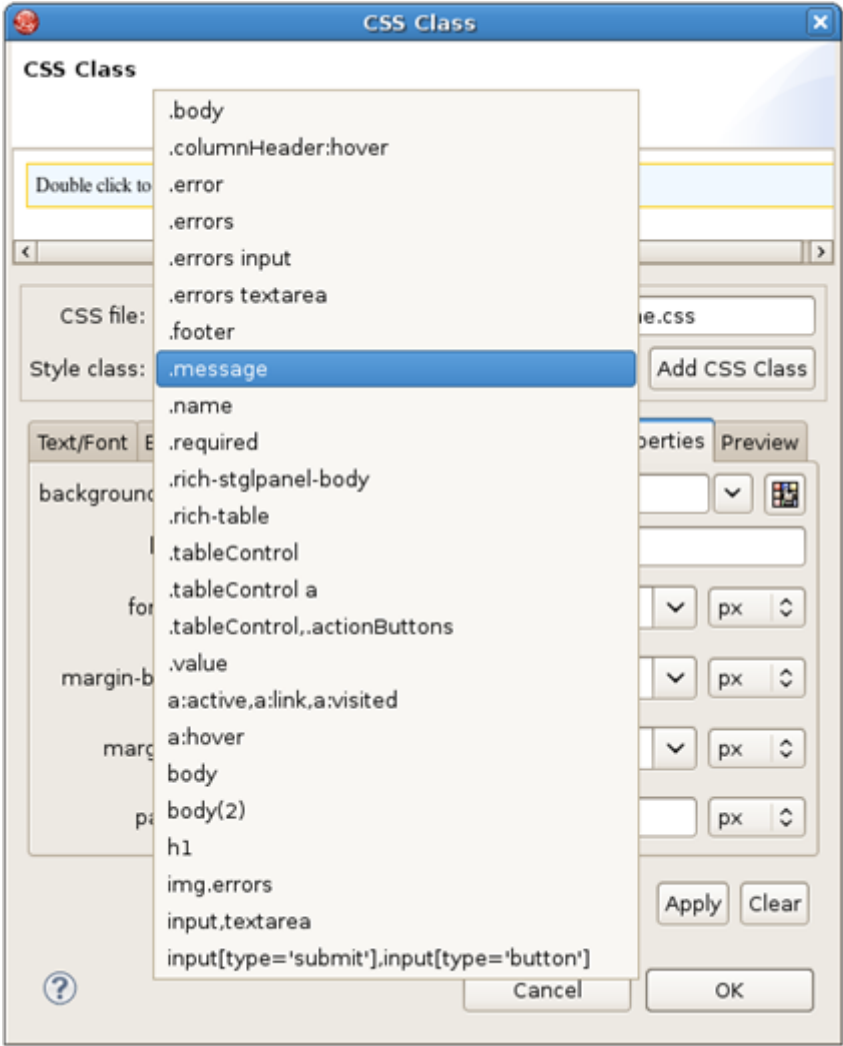 CSS Class
CSS Class
.body
.columnHeader:hover
Double click to
.error
.errors
.errors input
.errors textarea
CSS file:
.footer
e.css
Style class:
.message
Add CSS Class
.name
Text/Font
.required
Preview
background
.rich-stglpanel-body
.rich-table
.tableControl
.tableControl a
px
.tableControl,.actionButtons
.value
margin-b
px
a:active,a:link,a:visited
a:hover
px
body
body(2)
px
h1
img.errors
Apply
Clear
input,textarea
input[type='submit'],input[type='button']
?
Cancel
OK